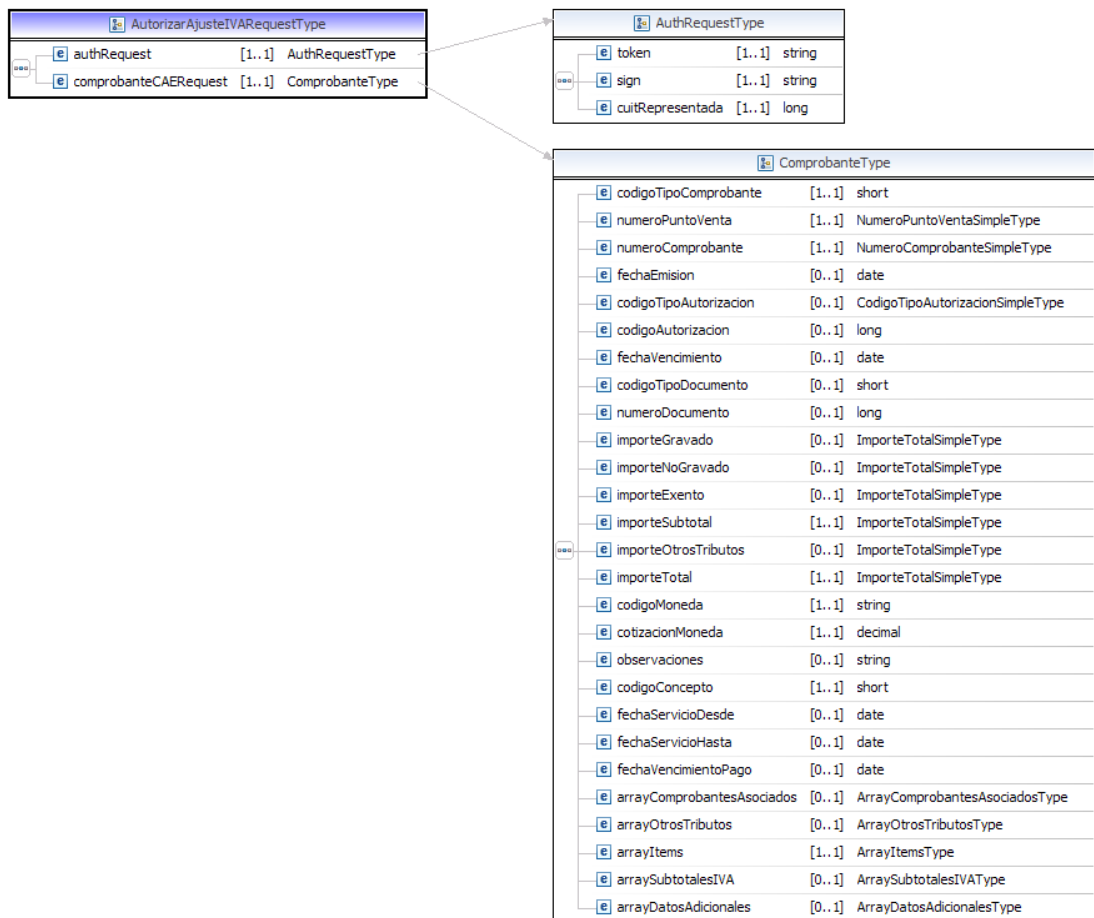 AutorizarAjusteIVARequestType
e authRequest [1..1] AuthRequestType
e comprobanteCAERequest [1..1] ComprobanteType
AuthRequestType
e token [1..1] string
e sign [1..1] string
e cuitRepresentada [1..1] long
ComprobanteType
e codigoTipoComprobante [1..1] short
e numeroPuntoVenta [1..1] NumeroPuntoVentaSimpleType
e numeroComprobante [1..1] NumeroComprobanteSimpleType
e fechaEmision [0..1] date
e codigoTipoAutorizacion [0..1] CodigoTipoAutorizacionSimpleType
e codigoAutorizacion [0..1] long
e fechaVencimiento [0..1] date
e codigoTipoDocumento [0..1] short
e numeroDocumento [0..1] long
e importeGravado [0..1] ImporteTotalSimpleType
e importeNoGravado [0..1] ImporteTotalSimpleType
e importeExento [0..1] ImporteTotalSimpleType
e importeSubtotal [1..1] ImporteTotalSimpleType
e importeOtrosTributos [0..1] ImporteTotalSimpleType
e importeTotal [1..1] ImporteTotalSimpleType
e codigoMoneda [1..1] string
e cotizacionMoneda [1..1] decimal
e observaciones [0..1] string
e codigoConcepto [1..1] short
e fechaServicioDesde [0..1] date
e fechaServicioHasta [0..1] date
e fechaVencimientoPago [0..1] date
e arrayComprobantesAsociados [0..1] ArrayComprobantesAsociadosType
e arrayOtrosTributos [0..1] ArrayOtrosTributosType
e arrayItems [1..1] ArrayItemsType
e arraySubtotalesIVA [0..1] ArraySubtotalesIVAType
e arrayDatosAdicionales [0..1] ArrayDatosAdicionalesType